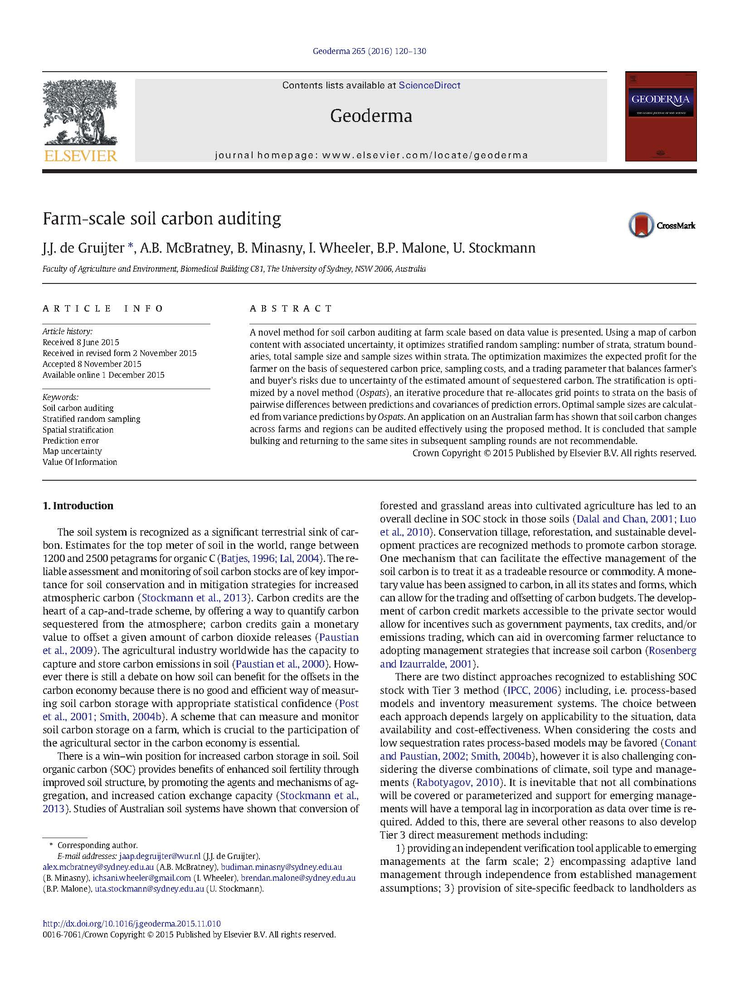 Geoderma 265 (2016) 120–130
Contents lists available at ScienceDirect
Geoderma
journal homepage: www.elsevier.com/locate/geoderma
ELSEVIER
GEODERMA
THE GLOBAL JOURNAL OF SOIL SCIENCE
Farm-scale soil carbon auditing
CrossMark
J.J. de Gruijter *, A.B. McBratney, B. Minasny, I. Wheeler, B.P. Malone, U. Stockmann
Faculty of Agriculture and Environment, Biomedical Building C81, The University of Sydney, NSW 2006, Australia
ARTICLE INFO
Article history:
Received 8 June 2015
Received in revised form 2 November 2015
Accepted 8 November 2015
Available online 1 December 2015
Keywords:
Soil carbon auditing
Stratified random sampling
Spatial stratification
Prediction error
Map uncertainty
Value Of Information
ABSTRACT
A novel method for soil carbon auditing at farm scale based on data value is presented. Using a map of carbon
content with associated uncertainty, it optimizes stratified random sampling: number of strata, stratum bound-
aries, total sample size and sample sizes within strata. The optimization maximizes the expected profit for the
farmer on the basis of sequestered carbon price, sampling costs, and a trading parameter that balances farmer's
and buyer's risks due to uncertainty of the estimated amount of sequestered carbon. The stratification is opti-
mized by a novel method (Ospats), an iterative procedure that re-allocates grid points to strata on the basis of
pairwise differences between predictions and covariances of prediction errors. Optimal sample sizes are calculat-
ed from variance predictions by Ospats. An application on an Australian farm has shown that soil carbon changes
across farms and regions can be audited effectively using the proposed method. It is concluded that sample
bulking and returning to the same sites in subsequent sampling rounds are not recommendable.
Crown Copyright © 2015 Published by Elsevier B.V. All rights reserved.
1. Introduction
The soil system is recognized as a significant terrestrial sink of car-
bon. Estimates for the top meter of soil in the world, range between
1200 and 2500 petagrams for organic C (Batjes, 1996; Lal, 2004). The re-
liable assessment and monitoring of soil carbon stocks are of key impor-
tance for soil conservation and in mitigation strategies for increased
atmospheric carbon (Stockmann et al., 2013). Carbon credits are the
heart of a cap-and-trade scheme, by offering a way to quantify carbon
sequestered from the atmosphere; carbon credits gain a monetary
value to offset a given amount of carbon dioxide releases (Paustian
et al., 2009). The agricultural industry worldwide has the capacity to
capture and store carbon emissions in soil (Paustian et al., 2000). How-
ever there is still a debate on how soil can benefit for the offsets in the
carbon economy because there is no good and efficient way of measur-
ing soil carbon storage with appropriate statistical confidence (Post
et al., 2001; Smith, 2004b). A scheme that can measure and monitor
soil carbon storage on a farm, which is crucial to the participation of
the agricultural sector in the carbon economy is essential.
There is a win–win position for increased carbon storage in soil. Soil
organic carbon (SOC) provides benefits of enhanced soil fertility through
improved soil structure, by promoting the agents and mechanisms of ag-
gregation, and increased cation exchange capacity (Stockmann et al.,
2013). Studies of Australian soil systems have shown that conversion of
forested and grassland areas into cultivated agriculture has led to an
overall decline in SOC stock in those soils (Dalal and Chan, 2001; Luo
et al., 2010). Conservation tillage, reforestation, and sustainable devel-
opment practices are recognized methods to promote carbon storage.
One mechanism that can facilitate the effective management of the
soil carbon is to treat it as a tradeable resource or commodity. A mone-
tary value has been assigned to carbon, in all its states and forms, which
can allow for the trading and offsetting of carbon budgets. The develop-
ment of carbon credit markets accessible to the private sector would
allow for incentives such as government payments, tax credits, and/or
emissions trading, which can aid in overcoming farmer reluctance to
adopting management strategies that increase soil carbon (Rosenberg
and Izaurralde, 2001).
There are two distinct approaches recognized to establishing SOC
stock with Tier 3 method (IPCC, 2006) including, i.e. process-based
models and inventory measurement systems. The choice between
each approach depends largely on applicability to the situation, data
availability and cost-effectiveness. When considering the costs and
low sequestration rates process-based models may be favored (Conant
and Paustian, 2002; Smith, 2004b), however it is also challenging con-
sidering the diverse combinations of climate, soil type and manage-
ments (Rabotyagov, 2010). It is inevitable that not all combinations
will be covered or parameterized and support for emerging manage-
ments will have a temporal lag in incorporation as data over time is re-
quired. Added to this, there are several other reasons to also develop
Tier 3 direct measurement methods including:
1) providing an independent verification tool applicable to emerging
managements at the farm scale; 2) encompassing adaptive land
management through independence from established management
assumptions; 3) provision of site-specific feedback to landholders as
* Corresponding author.
E-mail addresses: jaap.degruijter@wur.nl (J.J. de Gruijter),
alex.mcbratney@sydney.edu.au (A.B. McBratney), budiman.minasny@sydney.edu.au
(B. Minasny), ichsani.wheeler@gmail.com (I. Wheeler), brendan.malone@sydney.edu.au
(B.P. Malone), uta.stockmann@sydney.edu.au (U. Stockmann).
http://dx.doi.org/10.1016/j.geoderma.2015.11.010
0016-7061/Crown Copyright © 2015 Published by Elsevier B.V. All rights reserved.